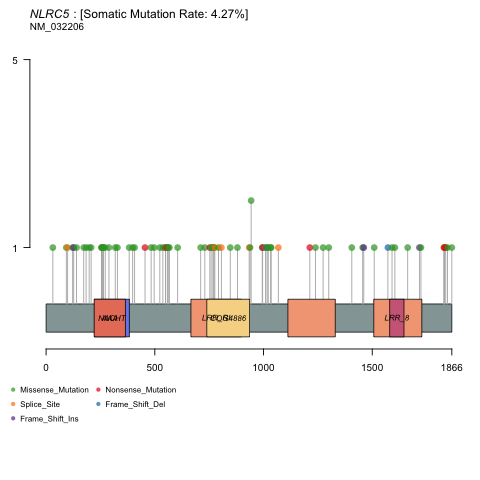 NLRC5 : [Somatic Mutation Rate: 4.27%]
NM_032206
5
1
NACHT
LRR_8
0 500 1000 1500 1866
Missense_Mutation Nonsense_Mutation
Splice_Site Frame_Shift_Del
Frame_Shift_Ins